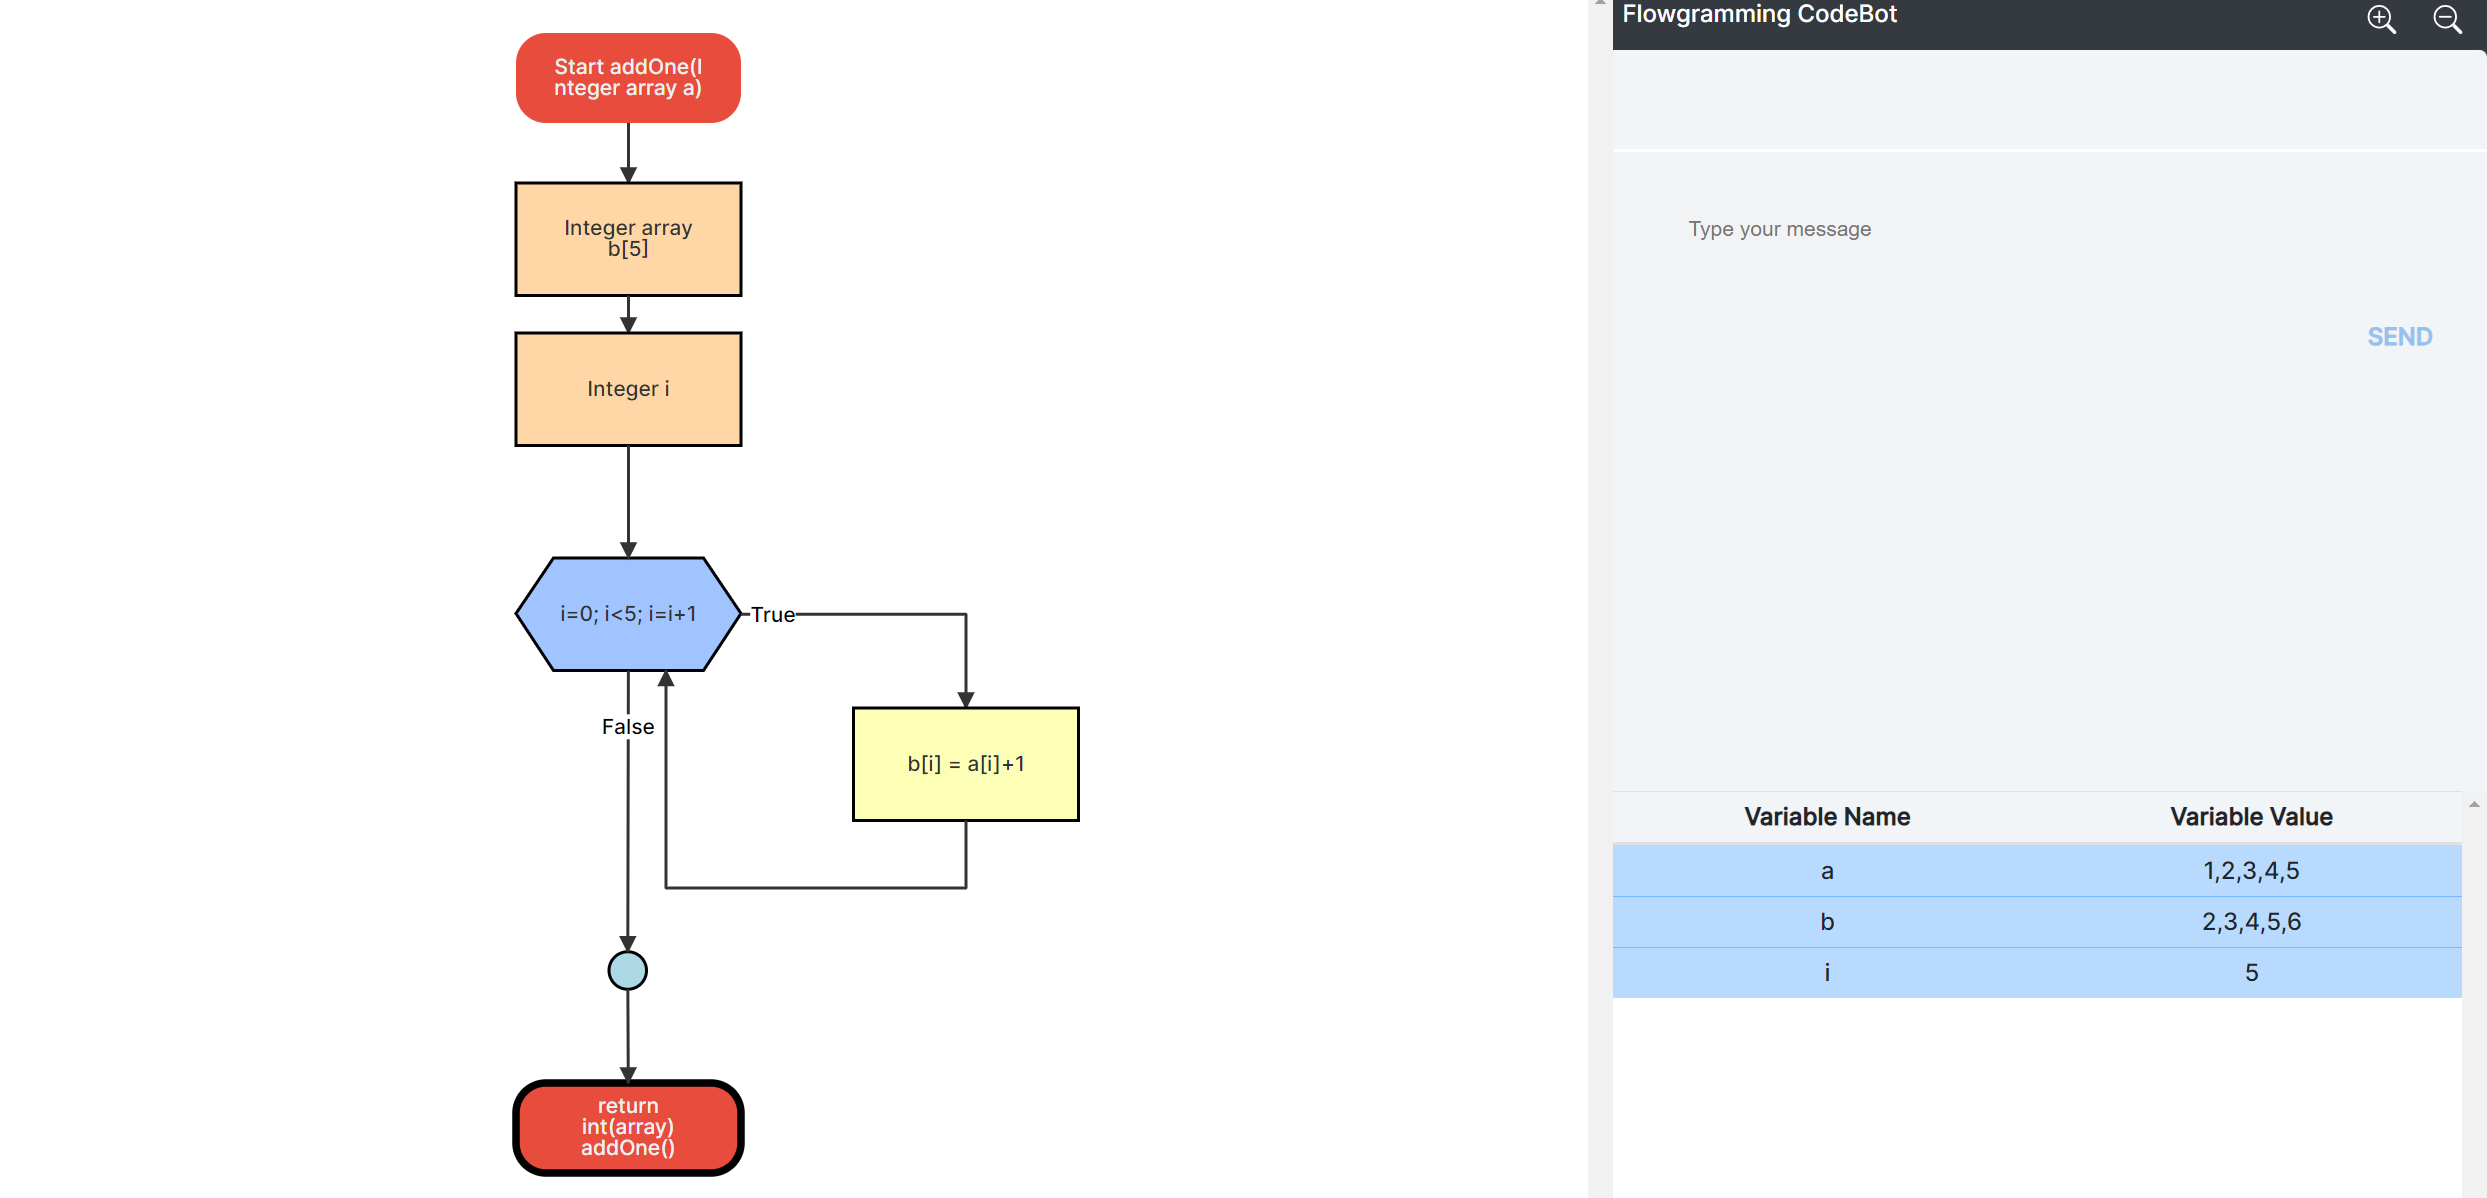 Start addOne(I
nteger array a)
Integer array
b[5]
Integer i
i=0; i<5; i=i+1
True
False
b[i] = a[i]+1
return
int(array)
addOne()
Flowgramming CodeBot
Type your message
SEND
Variable Name Variable Value
a 1,2,3,4,5
b 2,3,4,5,6
i 5